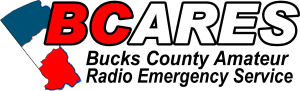 BCARES
Bucks County Amateur
Radio Emergency Service